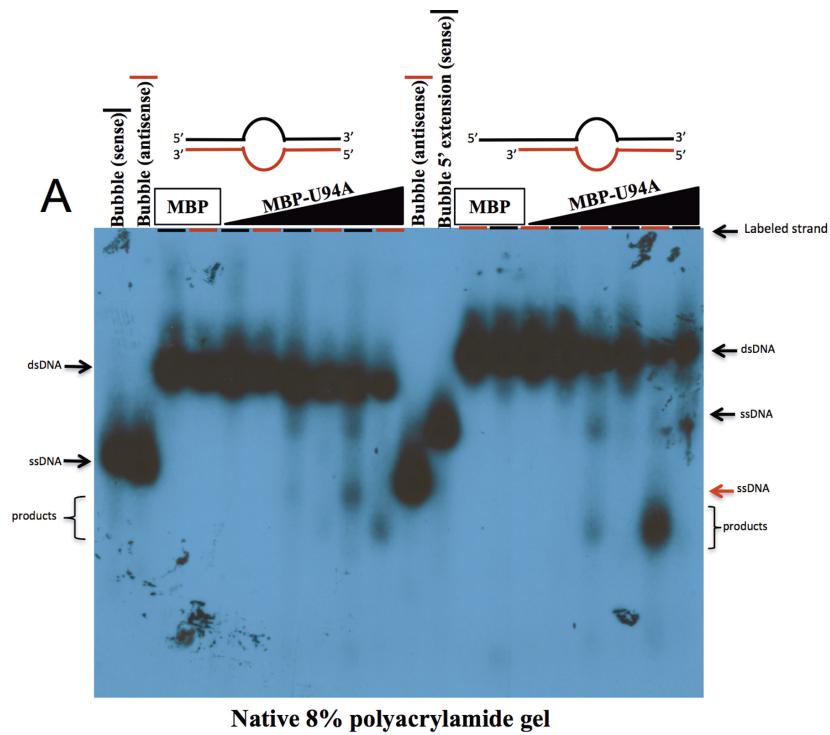 Bubble (sense)
Bubble (antisense)
Bubble (antisense)
Bubble 5’ extension (sense)
5’ 3’
3’ 5’
5’ 3’
3’ 5’
A
MBP
MBP-U94A
MBP
MBP-U94A
Labeled strand
dsDNA
ssDNA
products
dsDNA
ssDNA
ssDNA
products
Native 8% polyacrylamide gel